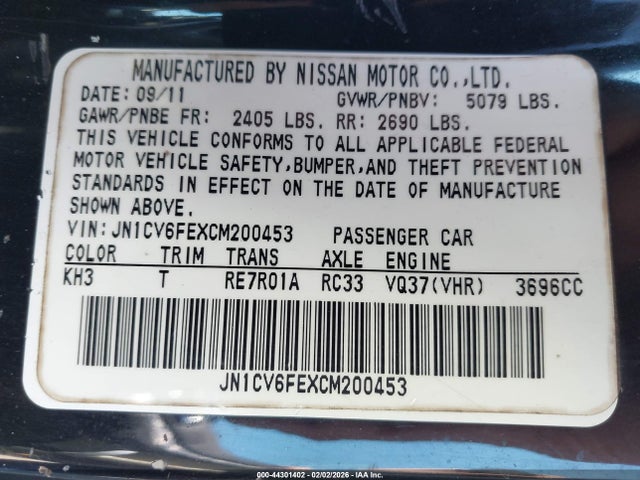 MANUFACTURED BY NISSAN MOTOR CO.,LTD.
DATE: 09/11 GVWR/PNBV: 5079 LBS.
GAWR/PNBE FR: 2405 LBS. RR: 2690 LBS.
THIS VEHICLE CONFORMS TO ALL APPLICABLE FEDERAL
MOTOR VEHICLE SAFETY,BUMPER,AND THEFT PREVENTION
STANDARDS IN EFFECT ON THE DATE OF MANUFACTURE
SHOWN ABOVE.
VIN:JN1CV6FEXCM200453 PASSENGER CAR
COLOR TRIM TRANS AXLE ENGINE
KH3 T RE7R01A RC33 VQ37(VHR) 3696CC
JN1CV6FEXCM200453
000-44301402 - 02/02/2026 - IAAI.com